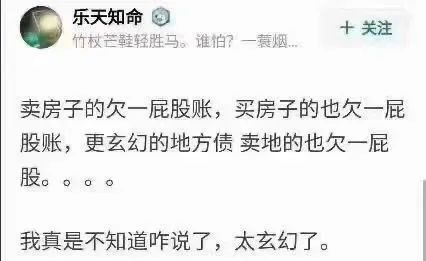 乐天知命
竹杖芒鞋轻胜马。谁怕？一蓑烟...
+ 关注
卖房子的欠一屁股账，买房子的也欠一屁
股账，更玄幻的地方债 卖地的也欠一屁
股。。。。
我真是不知道咋说了，太玄幻了。